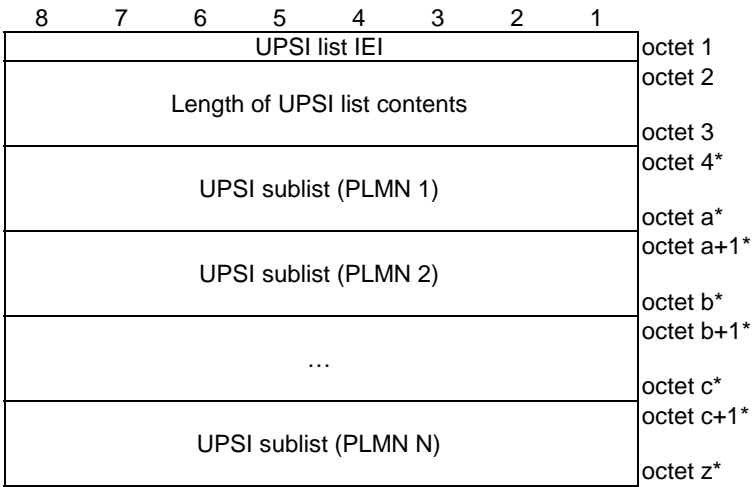 8 7 6 5 4 3 2 1
UPSI list IEI octet 1
octet 2
Length of UPSI list contents
octet 3
octet 4*
UPSI sublist (PLMN 1)
octet a*
octet a+1*
UPSI sublist (PLMN 2)
octet b*
octet b+1*
…
octet c*
octet c+1*
UPSI sublist (PLMN N)
octet z*